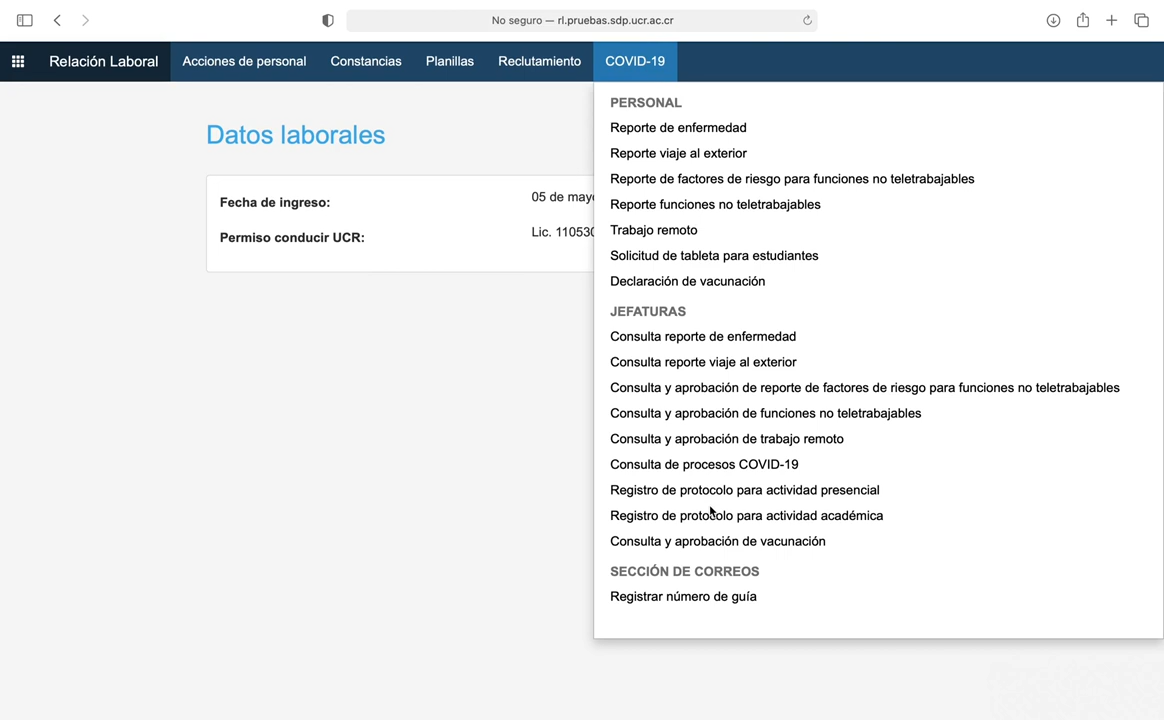 No seguro — rl.pruebas.sdp.ucr.ac.cr
Relación Laboral Acciones de personal Constancias Planillas Reclutamiento COVID-19
Datos laborales
Fecha de ingreso: 05 de mayo
Permiso conducir UCR: Lic. 110530
PERSONAL
Reporte de enfermedad
Reporte viaje al exterior
Reporte de factores de riesgo para funciones no teletrabajables
Reporte funciones no teletrabajables
Trabajo remoto
Solicitud de tableta para estudiantes
Declaración de vacunación
JEFATURAS
Consulta reporte de enfermedad
Consulta reporte viaje al exterior
Consulta y aprobación de reporte de factores de riesgo para funciones no teletrabajables
Consulta y aprobación de funciones no teletrabajables
Consulta y aprobación de trabajo remoto
Consulta de procesos COVID-19
Registro de protocolo para actividad presencial
Registro de protocolo para actividad académica
Consulta y aprobación de vacunación
SECCIÓN DE CORREOS
Registrar número de guía